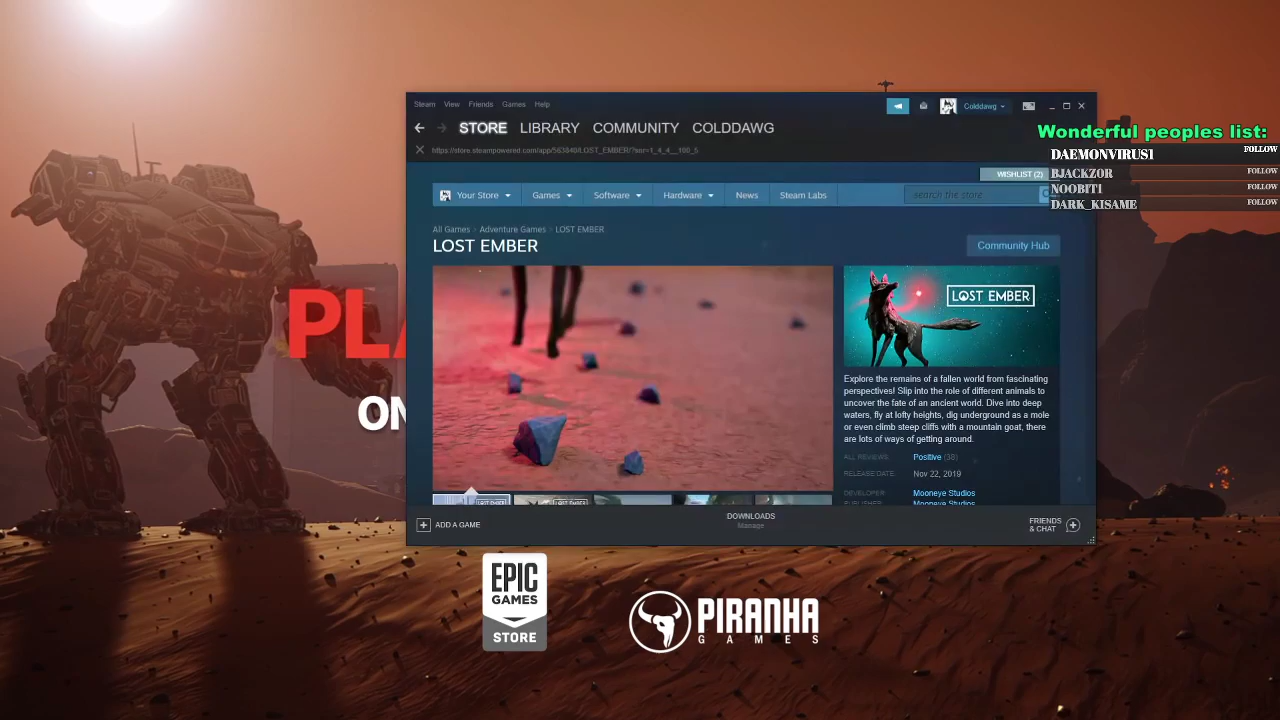 Steam View Friends Games Help
Colddawg
STORE LIBRARY COMMUNITY COLDDAWG
WISHLIST (2)
Your Store Games Software Hardware News Steam Labs search the store
All Games > Adventure Games > LOST EMBER
LOST EMBER
Community Hub
LOST EMBER
Explore the remains of a fallen world from fascinating
perspectives! Slip into the role of different animals to
uncover the fate of an ancient world. Dive into deep
waters, fly at lofty heights, dig underground as a mole
or even climb steep cliffs with a mountain goat, there
are lots of ways of getting around.
ALL REVIEWS: Positive (38)
RELEASE DATE: Nov 22, 2019
DEVELOPER: Mooneye Studios
PUBLISHER: Mooneye Studios
ADD A GAME
DOWNLOADS
Manage
FRIENDS
& CHAT
Wonderful peoples list:
DAEMONVIRUS1 FOLLOW
BJACKZOR FOLLOW
NOOBIT1 FOLLOW
DARK_KISAME FOLLOW
PLA
ON
EPIC
GAMES
STORE
PIRANHA
GAMES